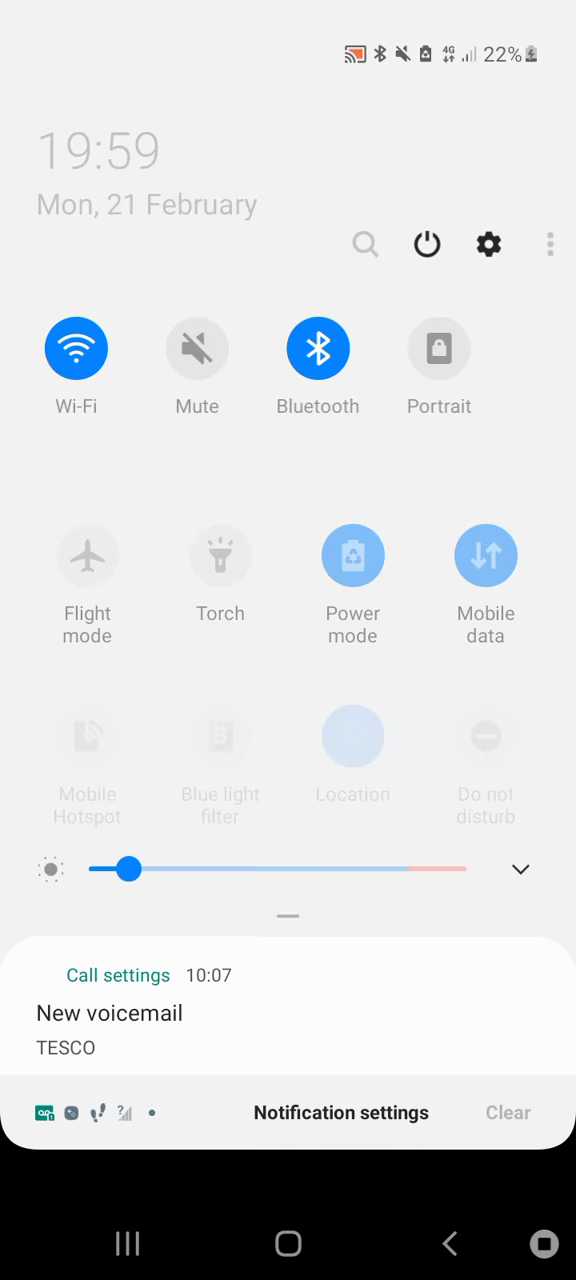 4G 22%
19:59
Mon, 21 February
Wi-Fi Mute Bluetooth Portrait
Flight mode Torch Power mode Mobile data
Mobile Hotspot Blue light filter Location Do not disturb
Call settings 10:07
New voicemail
TESCO
Notification settings Clear